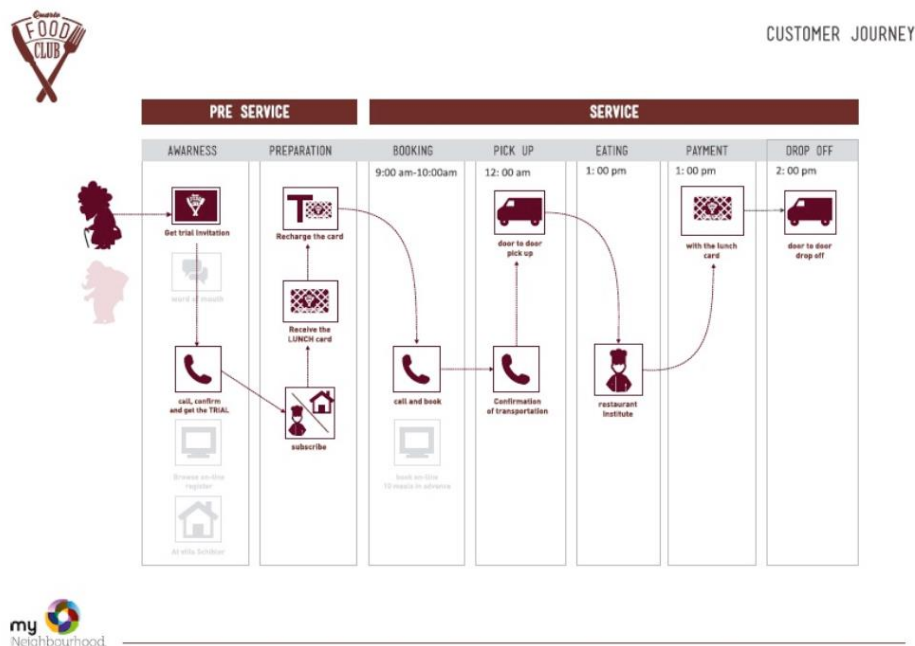 Quarto
FOOD
CLUB
CUSTOMER JOURNEY
PRE SERVICE
SERVICE
AWARNESS
PREPARATION
BOOKING
PICK UP
EATING
PAYMENT
DROP OFF
9:00 am-10:00am
12: 00 am
1: 00 pm
1: 00 pm
2: 00 pm
Get trial Invitation
word of mouth
call, confirm
and get the TRIAL
Browse on-line
register
At villa Schibler
Recharge the card
Receive the
LUNCH card
subscribe
call and book
book on-line
10 meals in advance
door to door
pick up
Confirmation
of transportation
restaurant
Institute
with the lunch
card
door to door
drop off
my
Neighbourhood